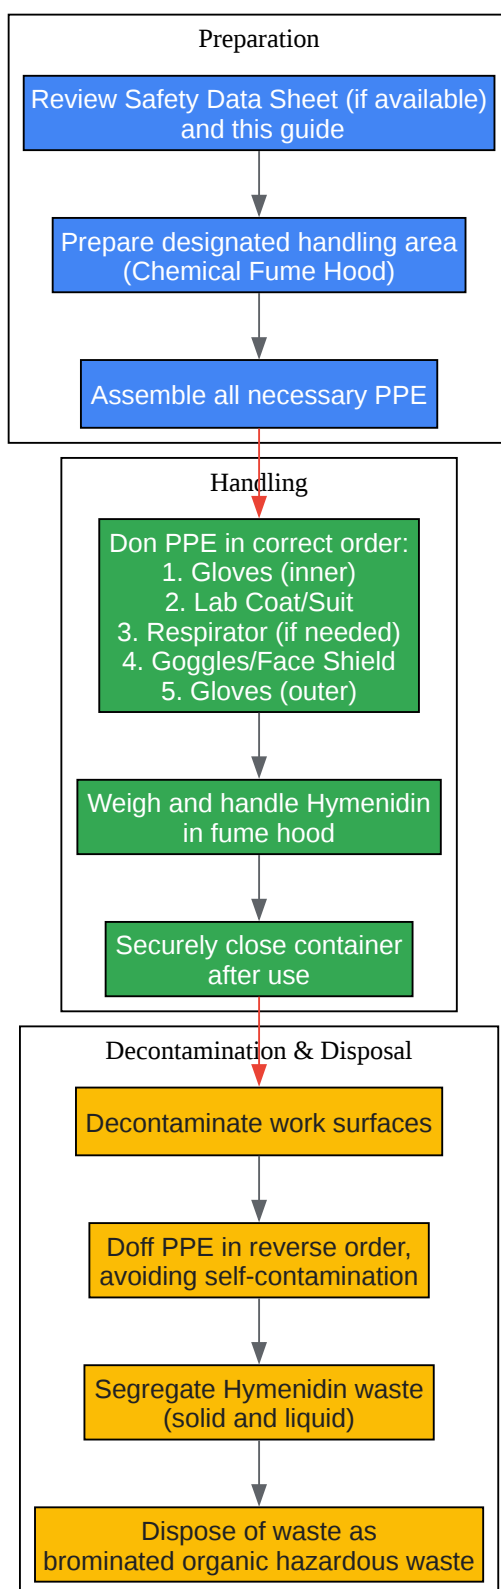 Preparation
Review Safety Data Sheet (if available)
and this guide
Prepare designated handling area
(Chemical Fume Hood)
Assemble all necessary PPE
Handling
Don PPE in correct order:
1. Gloves (inner)
2. Lab Coat/Suit
3. Respirator (if needed)
4. Goggles/Face Shield
5. Gloves (outer)
Weigh and handle Hymenidin
in fume hood
Securely close container
after use
Decontamination & Disposal
Decontaminate work surfaces
Doff PPE in reverse order,
avoiding self-contamination
Segregate Hymenidin waste
(solid and liquid)
Dispose of waste as
brominated organic hazardous waste